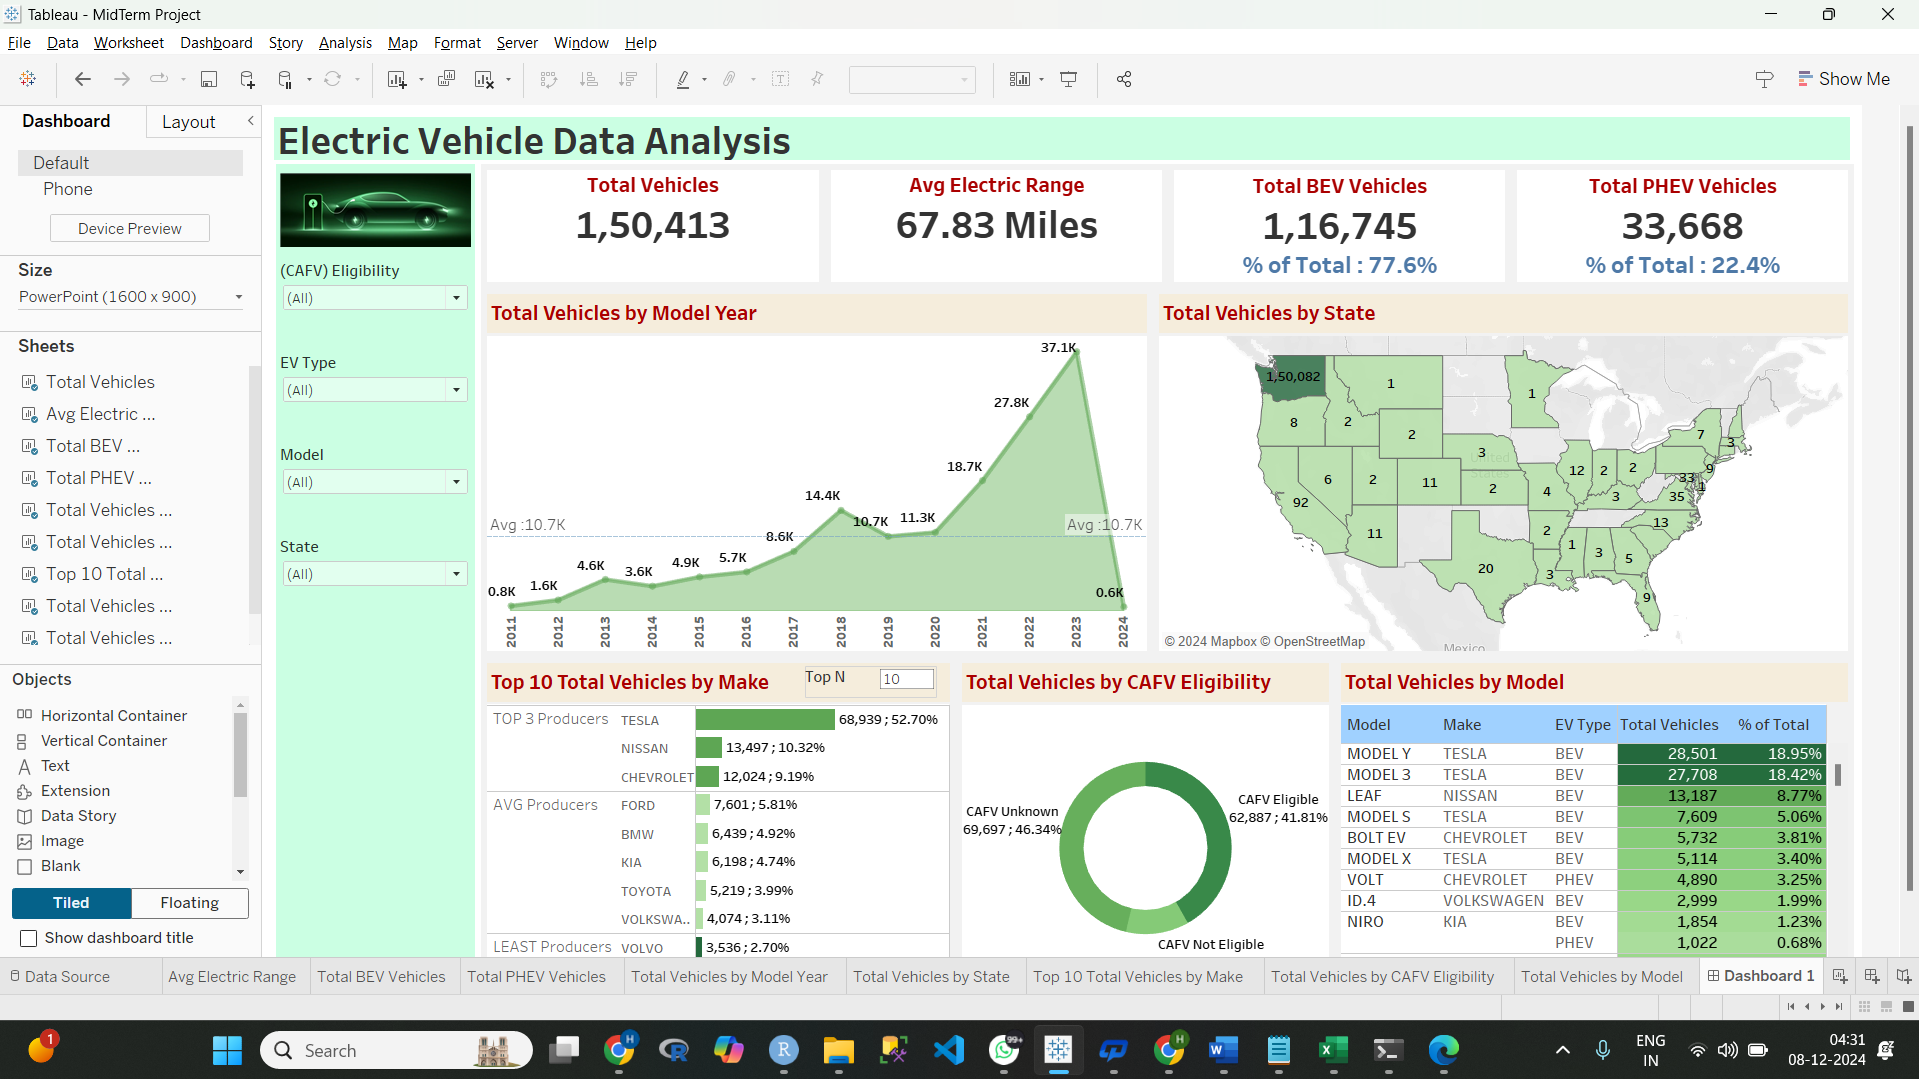 Tableau - MidTerm Project
File Data Worksheet Dashboard Story Analysis Map Format Server Window Help
Show Me
Dashboard Layout
Default
Phone
Device Preview
Size
PowerPoint (1600 x 900)
Sheets
Total Vehicles
Avg Electric ...
Total BEV ...
Total PHEV ...
Total Vehicles ...
Total Vehicles ...
Top 10 Total ...
Total Vehicles ...
Total Vehicles ...
Objects
Horizontal Container
Vertical Container
Text
Extension
Data Story
Image
Blank
Tiled Floating
Show dashboard title
Electric Vehicle Data Analysis
(CAFV) Eligibility
(All)
EV Type
(All)
Model
(All)
State
(All)
Total Vehicles
1,50,413
Avg Electric Range
67.83 Miles
Total BEV Vehicles
1,16,745
% of Total : 77.6%
Total PHEV Vehicles
33,668
% of Total : 22.4%
Total Vehicles by Model Year
37.1K
27.8K
18.7K
14.4K
10.7K 11.3K
Avg :10.7K Avg :10.7K
8.6K
5.7K
4.9K
4.6K
3.6K
1.6K
0.8K
0.6K
2011 2012 2013 2014 2015 2016 2017 2018 2019 2020 2021 2022 2023 2024
Total Vehicles by State
1,50,082
1
1
8
2
2
7
3
3
United States
6
2
11
2
12
2
2
9
33
1
4
3
35
92
11
2
13
1
3
5
20
3
9
© 2024 Mapbox © OpenStreetMap
Mexico
Top 10 Total Vehicles by Make
Top N 10
TOP 3 Producers TESLA 68,939 ; 52.70%
NISSAN 13,497 ; 10.32%
CHEVROLET 12,024 ; 9.19%
AVG Producers FORD 7,601 ; 5.81%
BMW 6,439 ; 4.92%
KIA 6,198 ; 4.74%
TOYOTA 5,219 ; 3.99%
VOLKSWA.. 4,074 ; 3.11%
LEAST Producers VOLVO 3,536 ; 2.70%
Total Vehicles by CAFV Eligibility
CAFV Unknown
69,697 ; 46.34%
CAFV Eligible
62,887 ; 41.81%
CAFV Not Eligible
Total Vehicles by Model
Model Make EV Type Total Vehicles % of Total
MODEL Y TESLA BEV 28,501 18.95%
MODEL 3 TESLA BEV 27,708 18.42%
LEAF NISSAN BEV 13,187 8.77%
MODEL S TESLA BEV 7,609 5.06%
BOLT EV CHEVROLET BEV 5,732 3.81%
MODEL X TESLA BEV 5,114 3.40%
VOLT CHEVROLET PHEV 4,890 3.25%
ID.4 VOLKSWAGEN BEV 2,999 1.99%
NIRO KIA BEV 1,854 1.23%
PHEV 1,022 0.68%
Data Source Avg Electric Range Total BEV Vehicles Total PHEV Vehicles Total Vehicles by Model Year Total Vehicles by State Top 10 Total Vehicles by Make Total Vehicles by CAFV Eligibility Total Vehicles by Model Dashboard 1
1
Search
H
99+
H
ENG
IN
04:31
08-12-2024